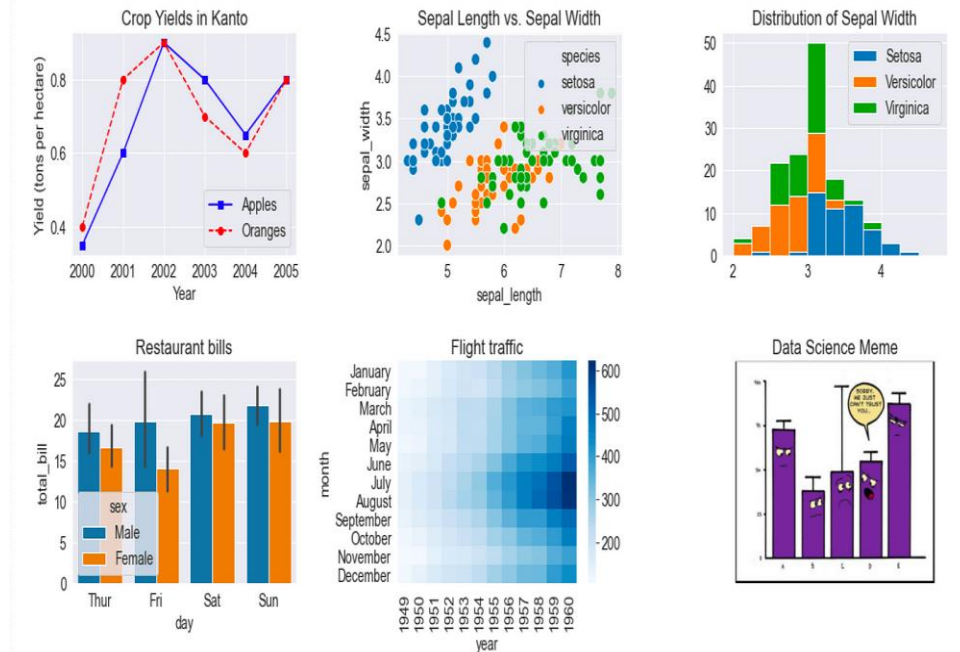 Crop Yields in Kanto
Yield (tons per hectare)
0.8
0.6
0.4
Apples
Oranges
2000 2001 2002 2003 2004 2005
Year
Sepal Length vs. Sepal Width
sepal_width
4.5
4.0
3.5
3.0
2.5
2.0
species
setosa
versicolor
virginica
5 6 7 8
sepal_length
Distribution of Sepal Width
50
40
30
20
10
0
Setosa
Versicolor
Virginica
2 3 4
Restaurant bills
total_bill
25
20
15
10
5
0
sex
Male
Female
Thur Fri Sat Sun
day
Flight traffic
month
January
February
March
April
May
June
July
August
September
October
November
December
1949 1950 1951 1952 1953 1954 1955 1956 1957 1958 1959 1960
year
600
500
400
300
200
Data Science Meme
SORRY,
WE JUST
CAN'T TRUST
YOU.